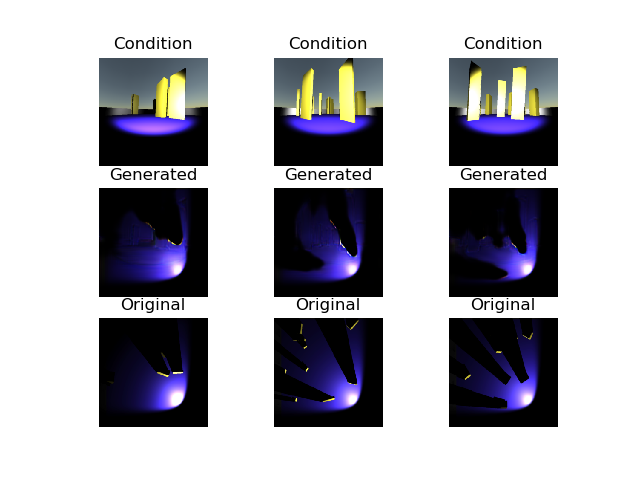 Condition Condition Condition
Generated Generated Generated
Original Original Original